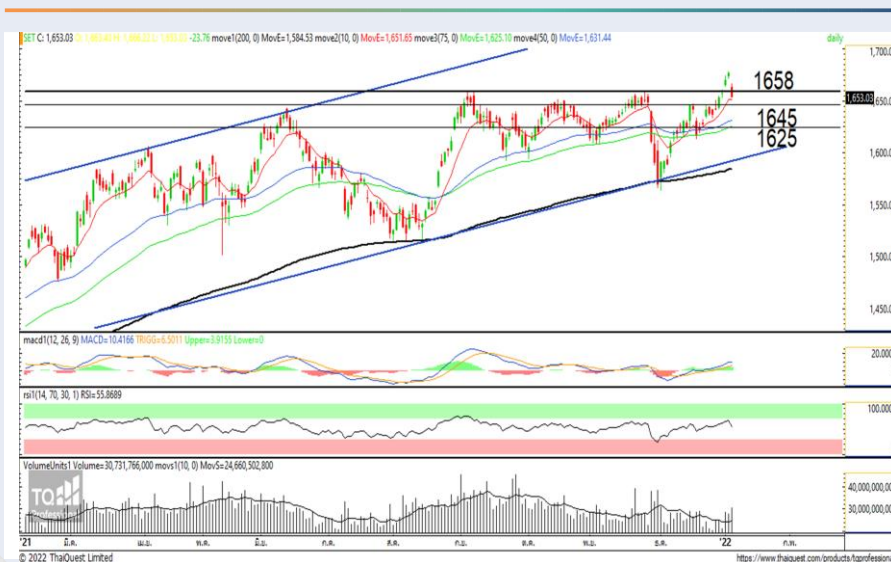 SET C: 1,653.03 -23.76 move1(200, 0) MovE=1,584.53 move2(10, 0) MovE=1,651.65 move3(75, 0) MovE=1,625.10 move4(50, 0) MovE=1,631.44 daily
1,700.
1658
1,653.03
1,650.0
1645
1625
1,600.0
1,550.0
1,500.0
1,450.0
macd1(12, 26, 9) MACD=10.4166 TRIGG=6.5011 Upper=3.9155 Lower=0
20,000
rsi1(14, 70, 30, 1) RSI=55.8689
100,000
VolumeUnits1 Volume=30,731,766,000 movs1(10, 0) MovS=24,660,502,800
TQ
Professional
40,000,000,00
30,000,000,00
'21 มี.ค. เม.ย. พ.ค. มิ.ย. ก.ค. ส.ค. ก.ย. ต.ค. พ.ย. ธ.ค. '22 ก.พ.
© 2022 ThaiQuest Limited https://www.thaiquest.com/products/tqprofessiona